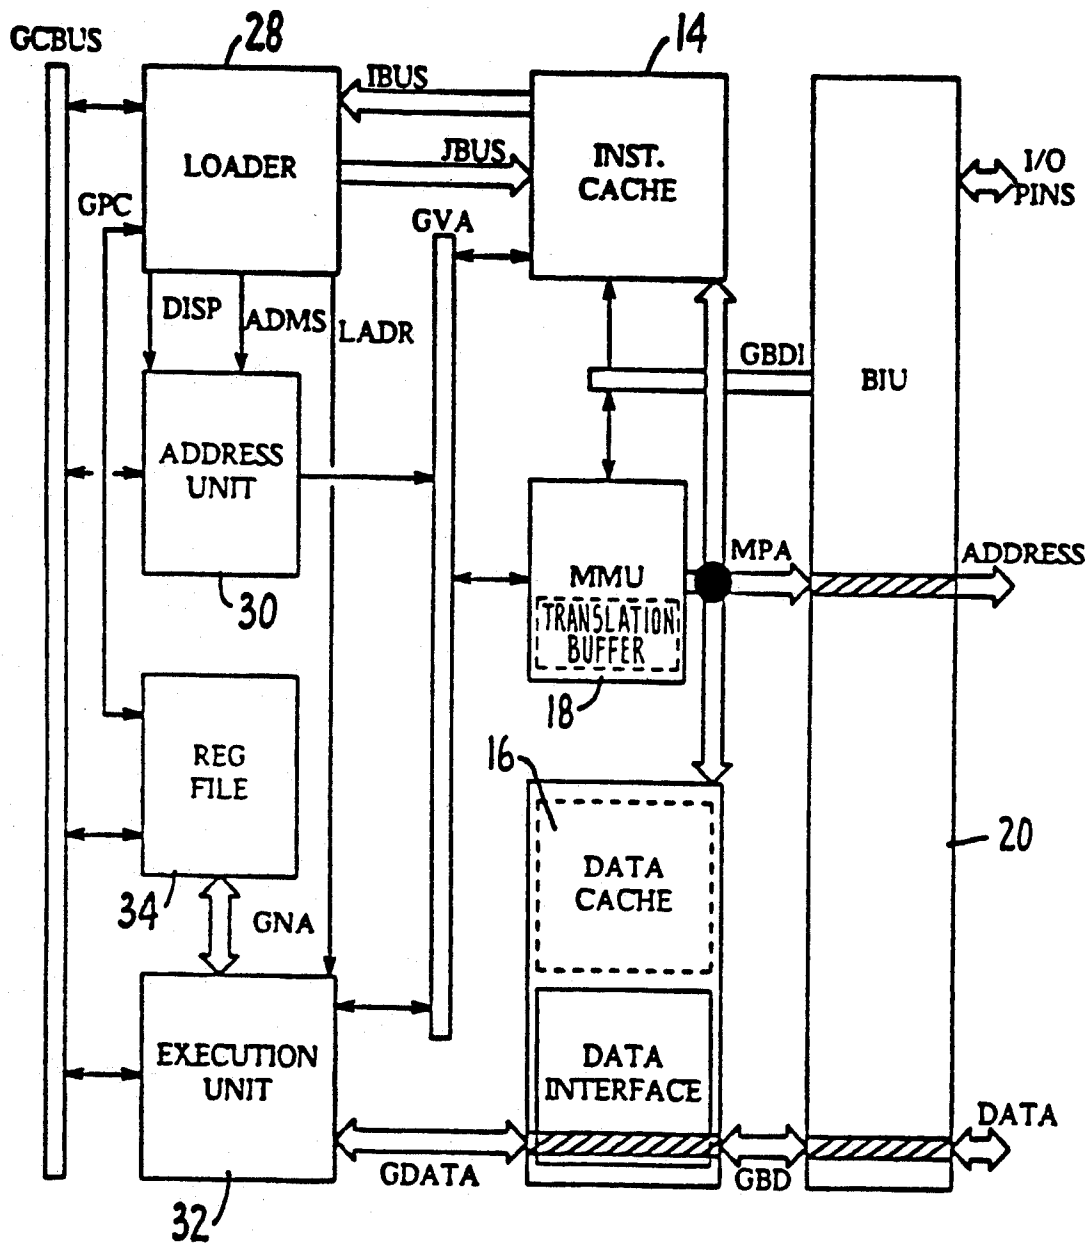 GCBUS
28
14
IBUS
LOADER
JBUS
INST.
CACHE
I/O
PINS
GPC
GVA
DISP
ADMS
LADR
GBDI
BIU
ADDRESS
UNIT
MPA
ADDRESS
MMU
TRANSLATION
BUFFER
30
18
16
REG
FILE
20
DATA
CACHE
34
GNA
EXECUTION
UNIT
DATA
INTERFACE
DATA
GDATA
GBD
32